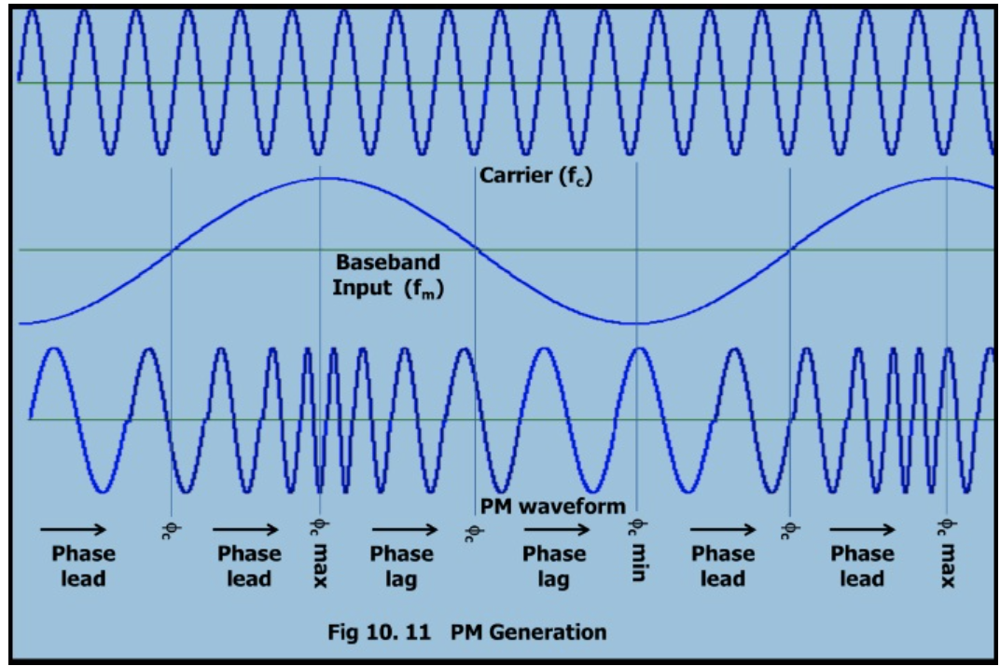 Carrier (fc)
Baseband
Input (fm)
PM waveform
ϕc
ϕc max
ϕc
ϕc min
ϕc
ϕc max
Phase
lead
Phase
lead
Phase
lag
Phase
lag
Phase
lead
Phase
lead
Fig 10. 11 PM Generation